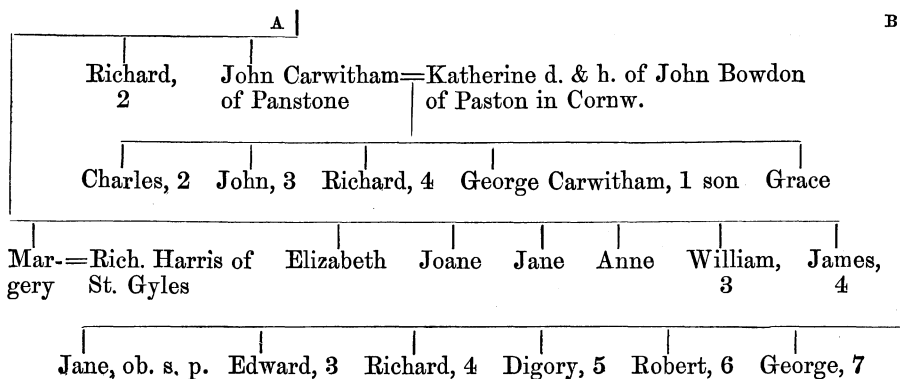 A B
Richard, John Carwitham=Katherine d. & h. of John Bowdon
2 of Panstone of Paston in Cornw.
Charles, 2 John, 3 Richard, 4 George Carwitham, 1 son Grace
Mar-=Rich. Harris of Elizabeth Joane Jane Anne William, James,
gery St. Gyles 3 4
Jane, ob. s. p. Edward, 3 Richard, 4 Digory, 5 Robert, 6 George, 7